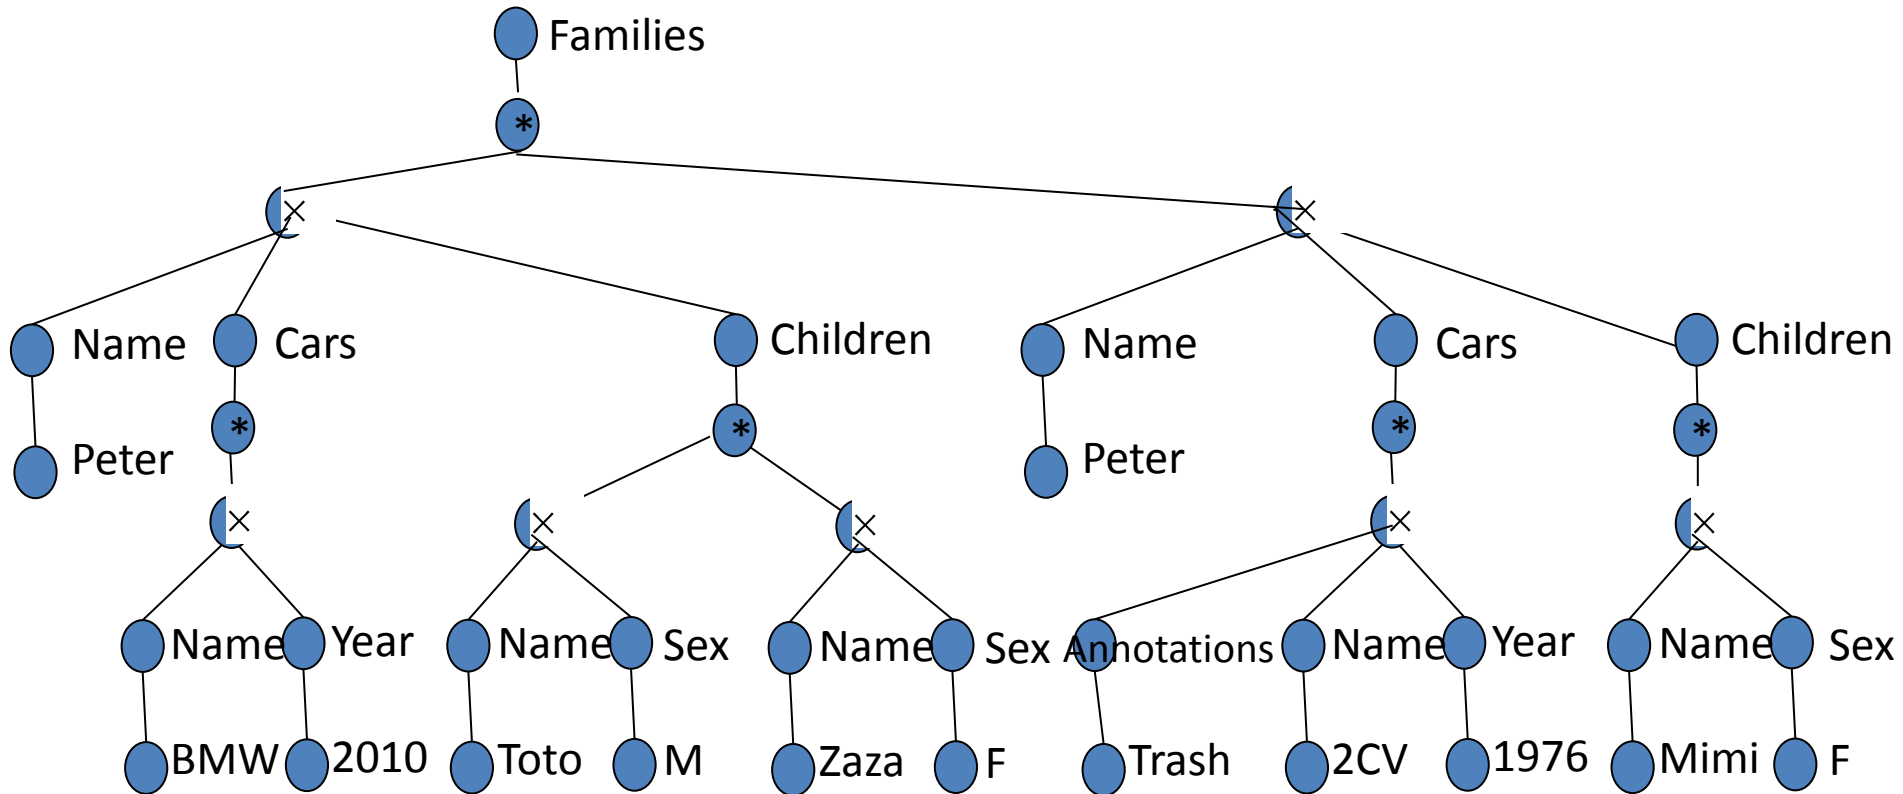 Families
*
× ×
Name Cars Children Name Cars Children
* * * *
Peter Peter
× × × × ×
Name Year Name Sex Name Sex Annotations Name Year Name Sex
BMW 2010 Toto M Zaza F Trash 2CV 1976 Mimi F